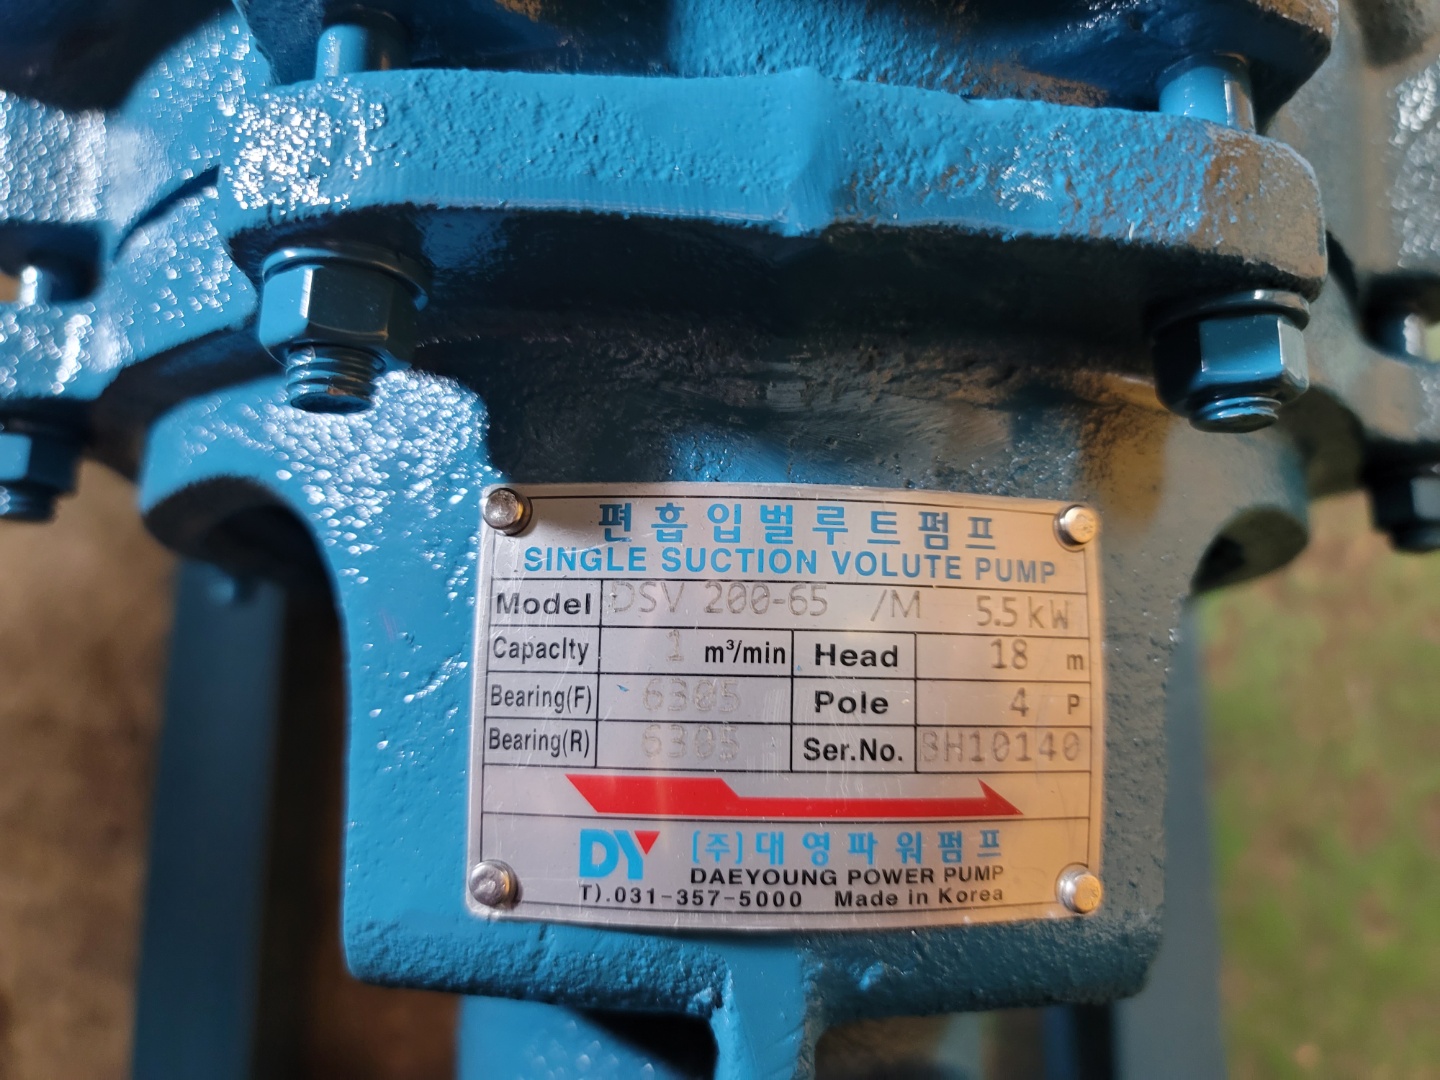 편흡입벌루트펌프
SINGLE SUCTION VOLUTE PUMP
Model DSV 200-65 /M 5.5kW
Capacity 1 m³/min Head 18 m
Bearing(F) 6305 Pole 4 P
Bearing(R) 6305 Ser.No. BH10140
DY [주]대영파워펌프
DAEYOUNG POWER PUMP
T).031-357-5000 Made in Korea